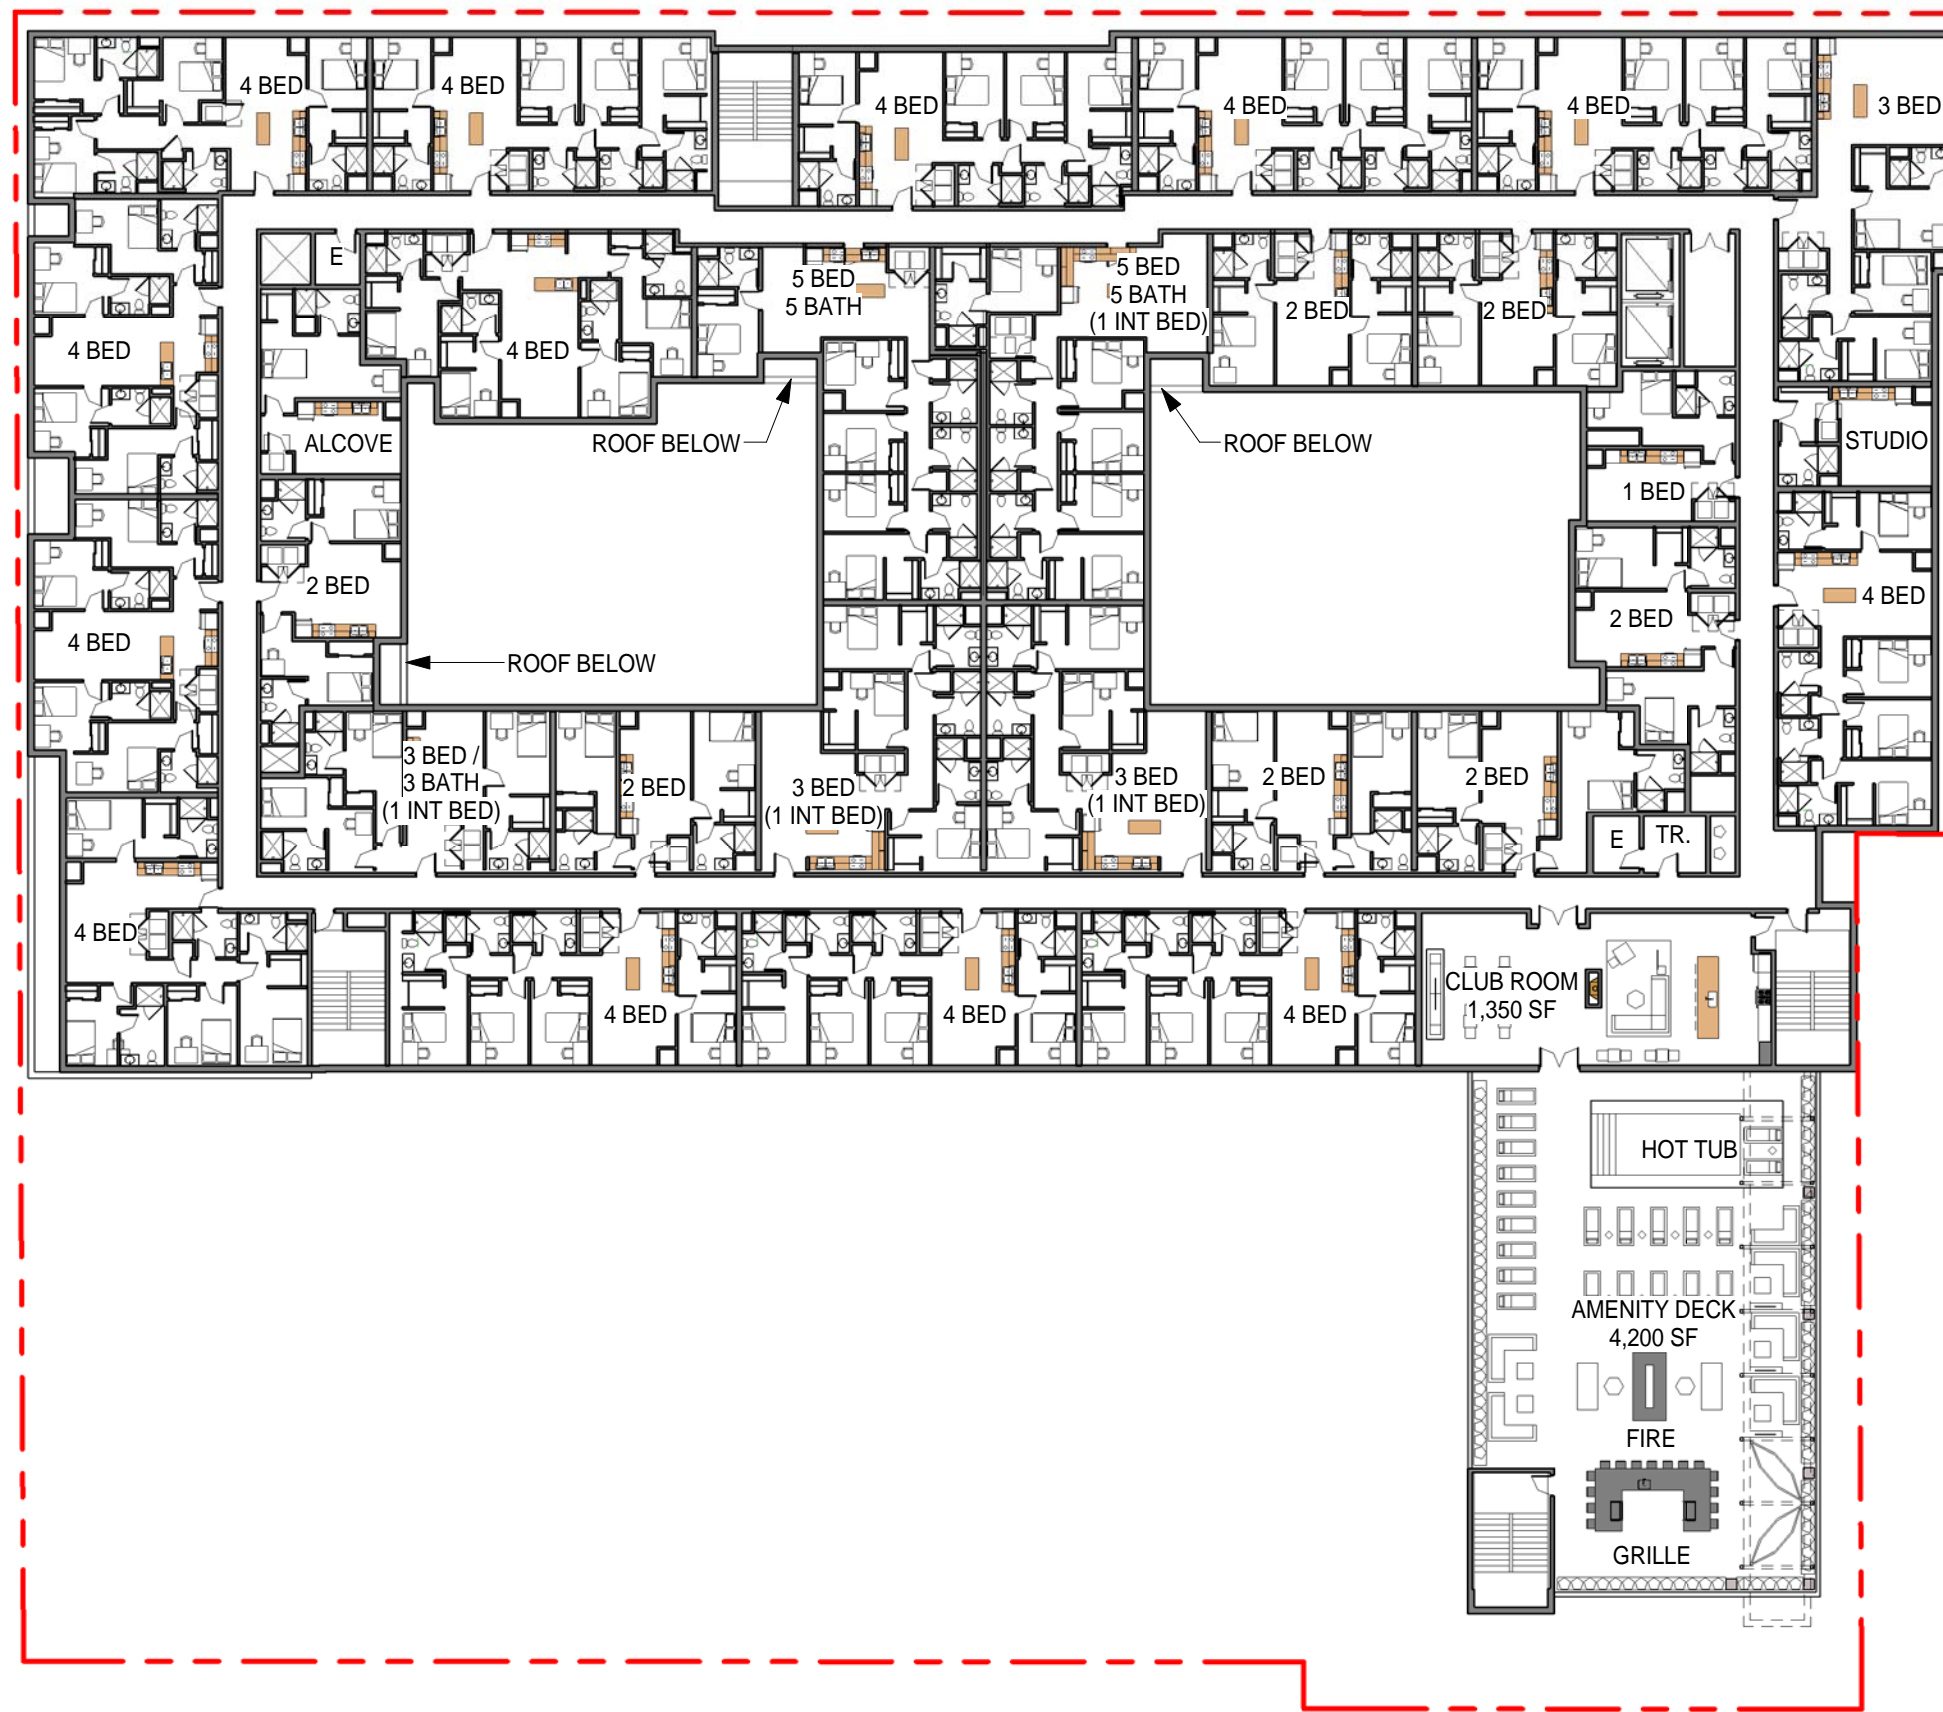 4 BED
4 BED
4 BED
4 BED
4 BED
3 BED
E
5 BED
5 BATH
5 BED
5 BATH
(1 INT BED)
2 BED
2 BED
4 BED
4 BED
ALCOVE
ROOF BELOW
ROOF BELOW
STUDIO
1 BED
2 BED
4 BED
2 BED
4 BED
ROOF BELOW
3 BED /
3 BATH
(1 INT BED)
2 BED
3 BED
(1 INT BED)
3 BED
(1 INT BED)
2 BED
2 BED
E
TR.
4 BED
4 BED
4 BED
4 BED
CLUB ROOM
1,350 SF
HOT TUB
AMENITY DECK
4,200 SF
FIRE
GRILLE